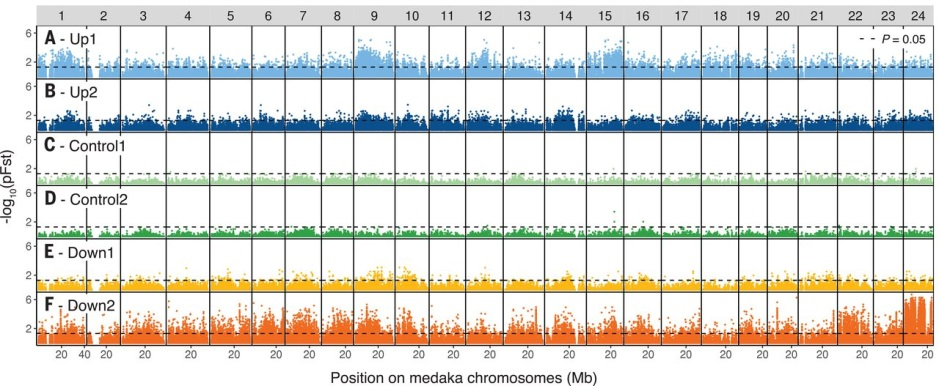 1 2 3 4 5 6 7 8 9 10 11 12 13 14 15 16 17 18 19 20 21 22 23 24
6 A - Up1 P = 0.05
2
6 B - Up2
2
6 C - Control1
2
6 D - Control2
2
6 E - Down1
2
6 F - Down2
2
-log10(pFst)
20 40 20 20 20 20 20 20 20 20 20 20 20 20 20 20 20 20 20 20 20 20 20 20 20
Position on medaka chromosomes (Mb)